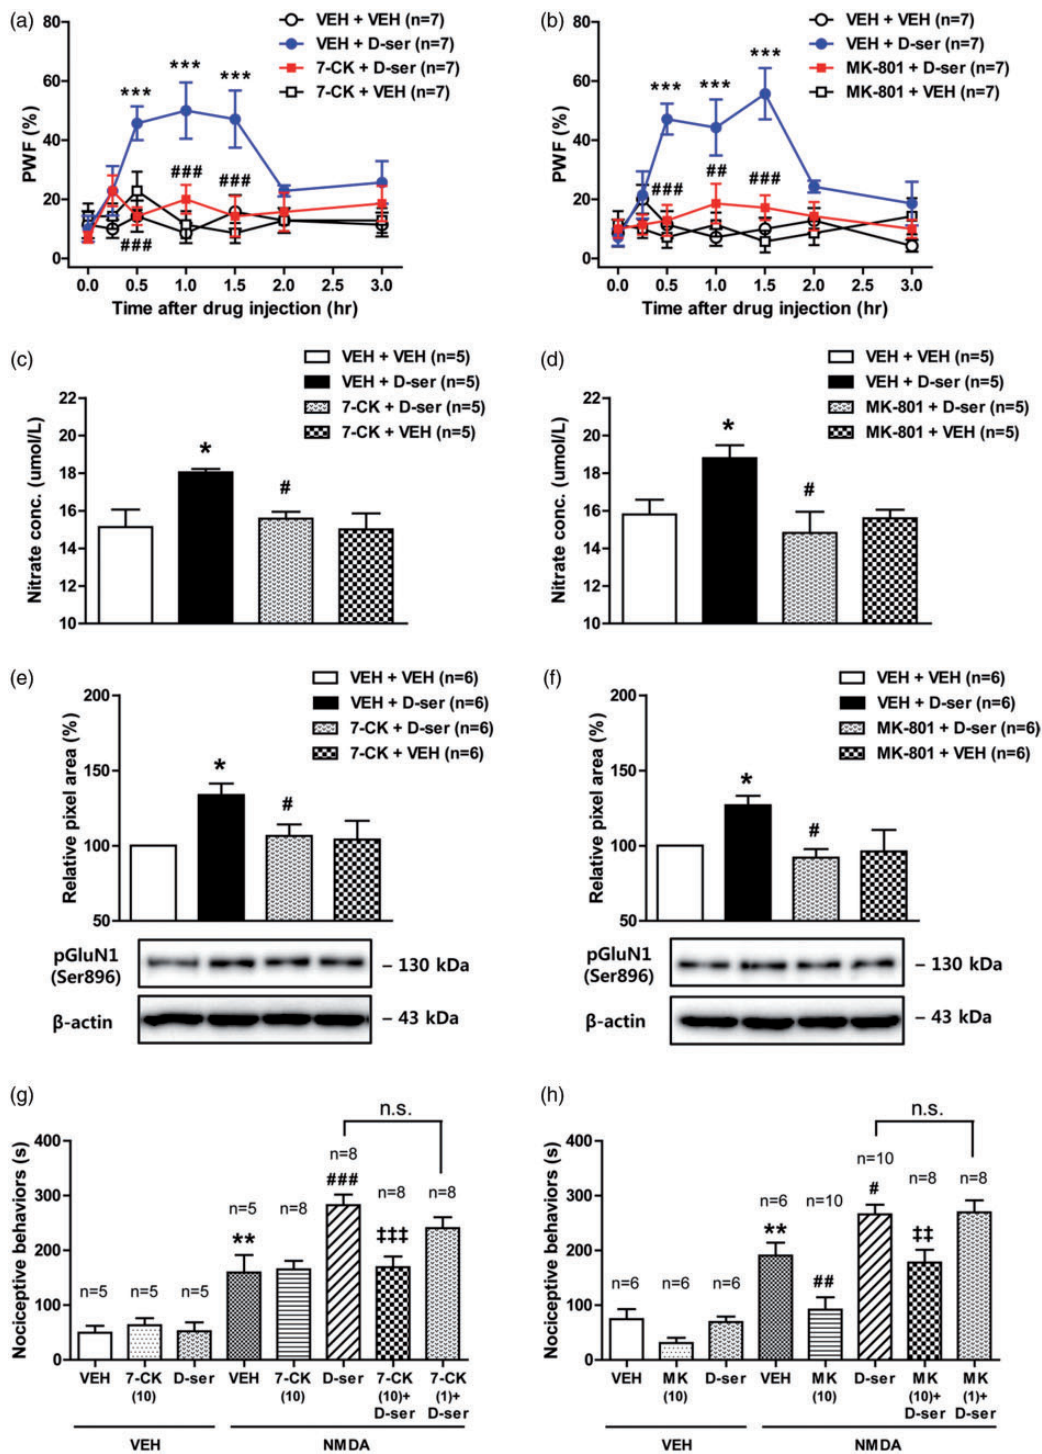 (a)
80
60
40
20
0
PWF (%)
VEH + VEH (n=7)
VEH + D-ser (n=7)
7-CK + D-ser (n=7)
7-CK + VEH (n=7)
***
***
***
###
###
###
0.0 0.5 1.0 1.5 2.0 2.5 3.0
Time after drug injection (hr)
(b)
80
60
40
20
0
PWF (%)
VEH + VEH (n=7)
VEH + D-ser (n=7)
MK-801 + D-ser (n=7)
MK-801 + VEH (n=7)
***
***
***
###
##
###
0.0 0.5 1.0 1.5 2.0 2.5 3.0
Time after drug injection (hr)
(c)
VEH + VEH (n=5)
VEH + D-ser (n=5)
7-CK + D-ser (n=5)
7-CK + VEH (n=5)
22
20
18
16
14
12
10
Nitrate conc. (umol/L)
*
#
(d)
VEH + VEH (n=5)
VEH + D-ser (n=5)
MK-801 + D-ser (n=5)
MK-801 + VEH (n=5)
22
20
18
16
14
12
10
Nitrate conc. (umol/L)
*
#
(e)
VEH + VEH (n=6)
VEH + D-ser (n=6)
7-CK + D-ser (n=6)
7-CK + VEH (n=6)
200
150
100
50
Relative pixel area (%)
*
#
pGluN1
(Ser896)
– 130 kDa
β-actin
– 43 kDa
(f)
VEH + VEH (n=6)
VEH + D-ser (n=6)
MK-801 + D-ser (n=6)
MK-801 + VEH (n=6)
200
150
100
50
Relative pixel area (%)
*
#
pGluN1
(Ser896)
– 130 kDa
β-actin
– 43 kDa
(g)
n.s.
400
300
200
100
0
Nociceptive behaviors (s)
n=5 n=5 n=5 n=5 n=8 n=8 n=8 n=8
**
###
‡‡‡
VEH 7-CK D-ser VEH 7-CK D-ser 7-CK 7-CK
(10) (10) (10)+ (1)+
D-ser D-ser
VEH NMDA
(h)
n.s.
400
300
200
100
0
Nociceptive behaviors (s)
n=6 n=6 n=6 n=6 n=10 n=10 n=8 n=8
**
##
#
‡‡
VEH MK D-ser VEH MK D-ser MK MK
(10) (10) (10)+ (1)+
D-ser D-ser
VEH NMDA